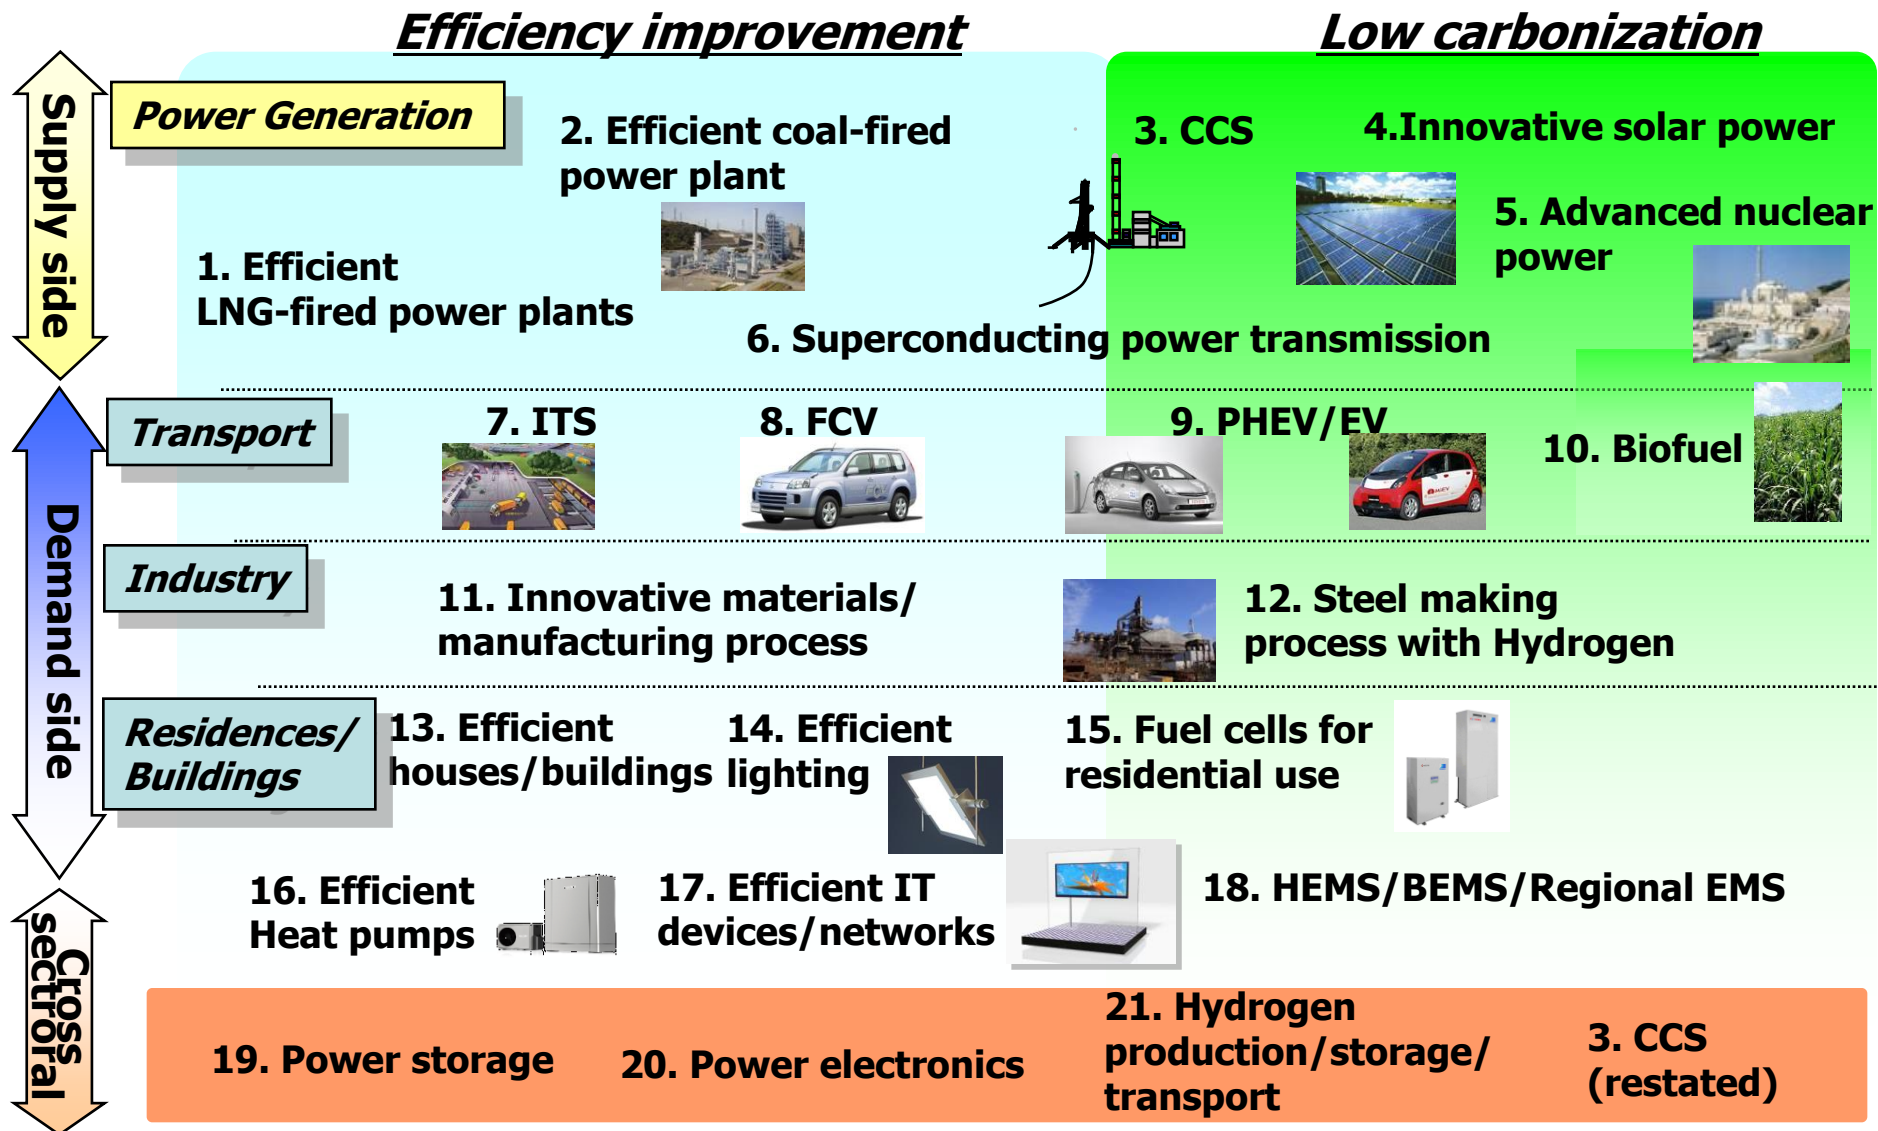 Efficiency improvement
Low carbonization
Supply side
Power Generation
2. Efficient coal-fired
power plant
3. CCS
4.Innovative solar power
5. Advanced nuclear
power
1. Efficient
LNG-fired power plants
6. Superconducting power transmission
Demand side
Transport
7. ITS
8. FCV
9. PHEV/EV
10. Biofuel
Industry
11. Innovative materials/
manufacturing process
12. Steel making
process with Hydrogen
Residences/
Buildings
13. Efficient
houses/buildings
14. Efficient
lighting
15. Fuel cells for
residential use
16. Efficient
Heat pumps
17. Efficient IT
devices/networks
18. HEMS/BEMS/Regional EMS
Cross
sectroral
19. Power storage
20. Power electronics
21. Hydrogen
production/storage/
transport
3. CCS
(restated)